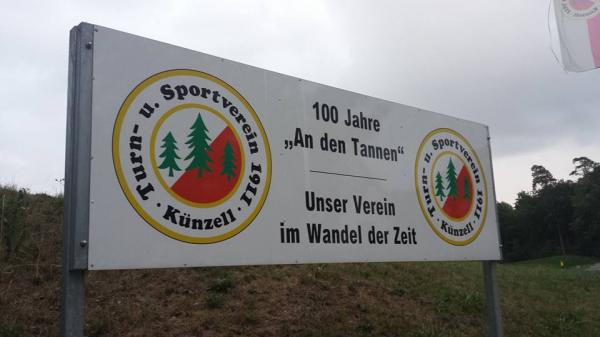 Turn- u. Sportverein 1911
· Künzell ·
100 Jahre
„An den Tannen“
Unser Verein
im Wandel der Zeit
Turn- u. Sportverein 1911
· Künzell ·